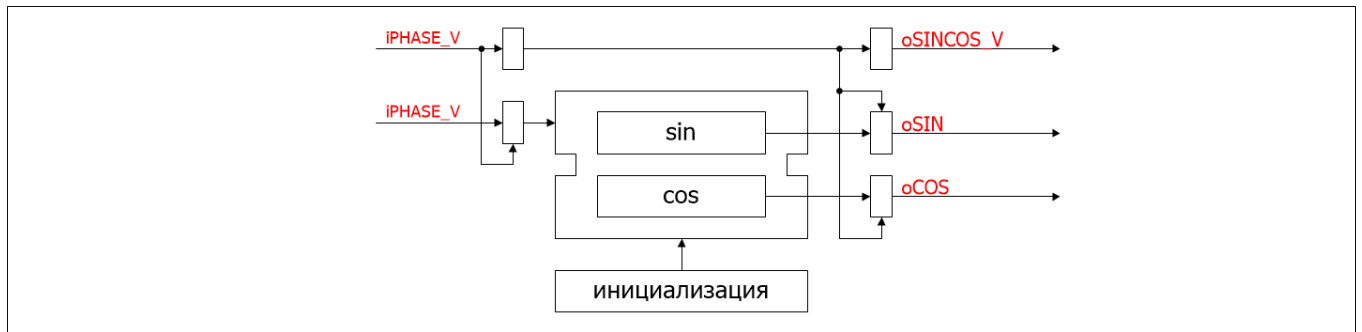 iPHASE_V
oSINCOS_V
iPHASE_V
sin
oSIN
cos
oCOS
инициализация